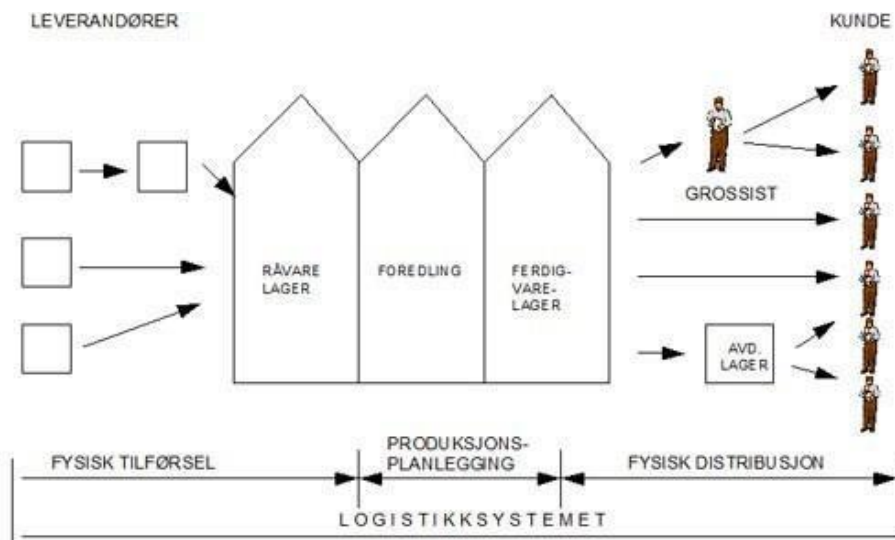 LEVERANDØRER
KUNDE
GROSSIST
RÅVARE
LAGER
FOREDLING
FERDIG-
VARE-
LAGER
AVD.
LAGER
FYSISK TILFØRSEL
PRODUKSJONS-
PLANLEGGING
FYSISK DISTRIBUSJON
LOGISTIKKSYSTEMET